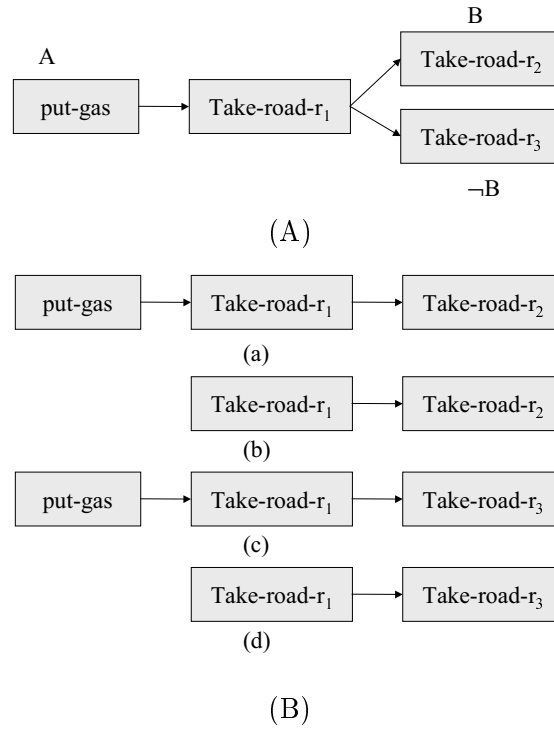 B
A
Take-road-r₂
put-gas Take-road-r₁
Take-road-r₃
¬B
(A)
put-gas Take-road-r₁ Take-road-r₂
(a)
Take-road-r₁ Take-road-r₂
(b)
put-gas Take-road-r₁ Take-road-r₃
(c)
Take-road-r₁ Take-road-r₃
(d)
(B)